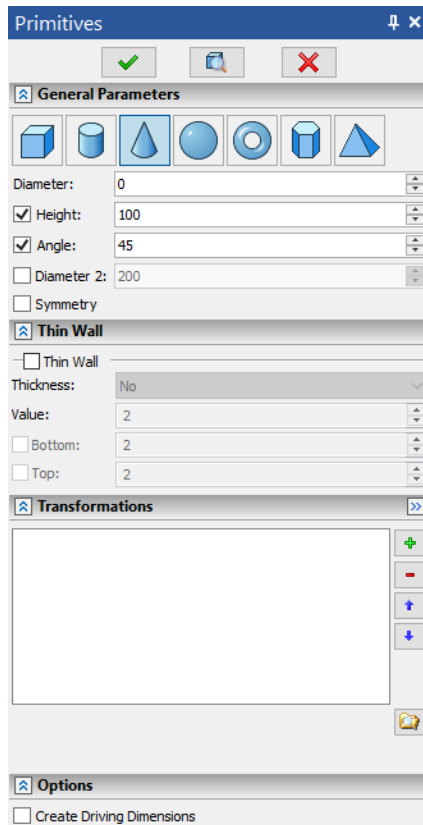 Primitives
General Parameters
Diameter: 0
Height: 100
Angle: 45
Diameter 2: 200
Symmetry
Thin Wall
Thin Wall
Thickness: No
Value: 2
Bottom: 2
Top: 2
Transformations
Options
Create Driving Dimensions